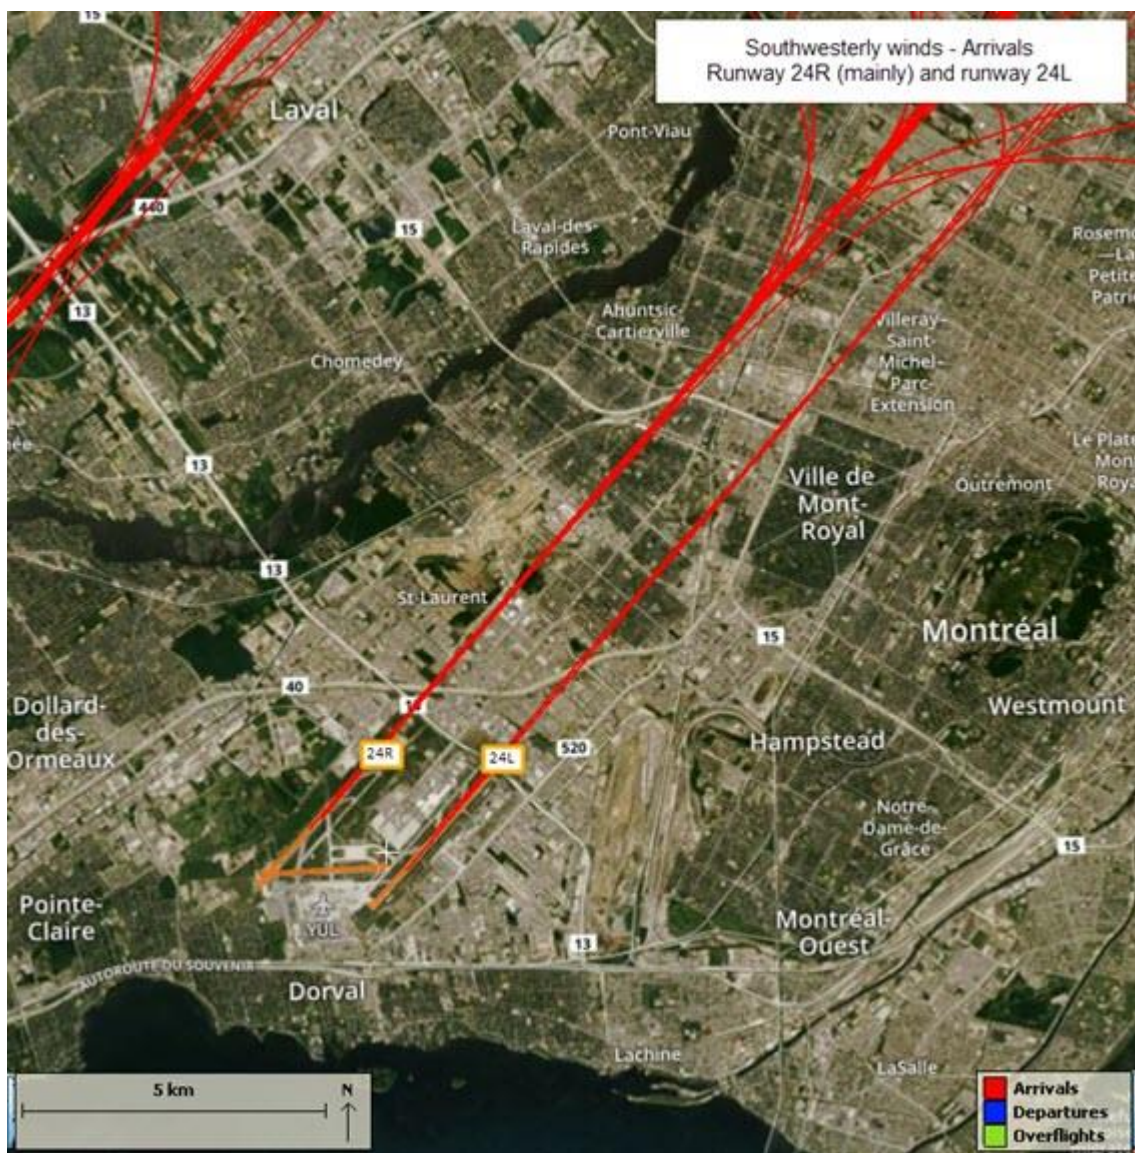 15
Southwesterly winds - Arrivals
Runway 24R (mainly) and runway 24L
Laval
Pont-Viau
440
15
Laval-des-
Rapides
13
Ahuntsic-
Cartierville
Villeray-
Saint-
Michel-
Parc-
Extension
Chomedey
13
Ville de
Mont-
Royal
Outremont
13
St-Laurent
15
Montréal
40
Dollard-
des-
Ormeaux
Westmount
24R
24L
520
Hampstead
Notre-
Dame-de-
Grâce
15
Pointe-
Claire
YUL
Montréal-
Ouest
13
AUTOROUTE DU SOUVENIR
Dorval
Lachine
LaSalle
5 km
N
Arrivals
Departures
Overflights